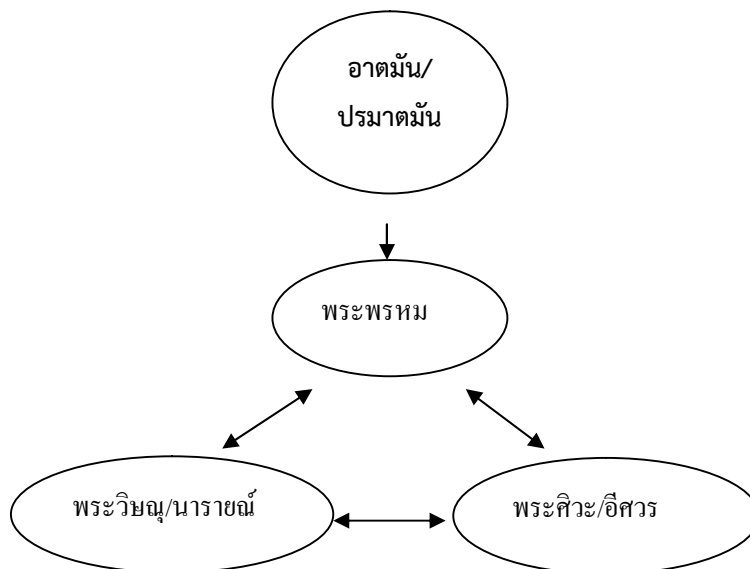 อาตมัน/
ปรมาตมัน
พระพรหม
พระวิษณุ/นารายณ์
พระศิวะ/อีศวร